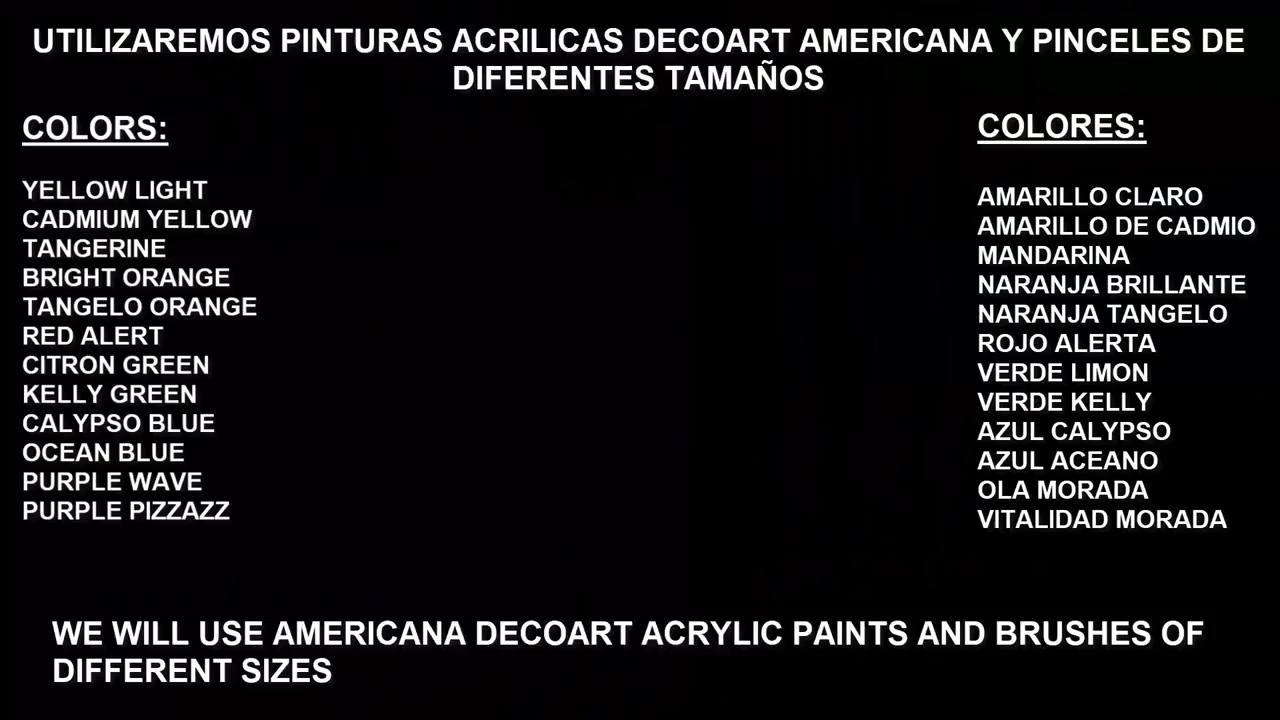 UTILIZAREMOS PINTURAS ACRILICAS DECOART AMERICANA Y PINCELES DE
DIFERENTES TAMAÑOS
COLORS:
YELLOW LIGHT
CADMIUM YELLOW
TANGERINE
BRIGHT ORANGE
TANGELO ORANGE
RED ALERT
CITRON GREEN
KELLY GREEN
CALYPSO BLUE
OCEAN BLUE
PURPLE WAVE
PURPLE PIZZAZZ
COLORES:
AMARILLO CLARO
AMARILLO DE CADMIO
MANDARINA
NARANJA BRILLANTE
NARANJA TANGELO
ROJO ALERTA
VERDE LIMON
VERDE KELLY
AZUL CALYPSO
AZUL ACEANO
OLA MORADA
VITALIDAD MORADA
WE WILL USE AMERICANA DECOART ACRYLIC PAINTS AND BRUSHES OF
DIFFERENT SIZES